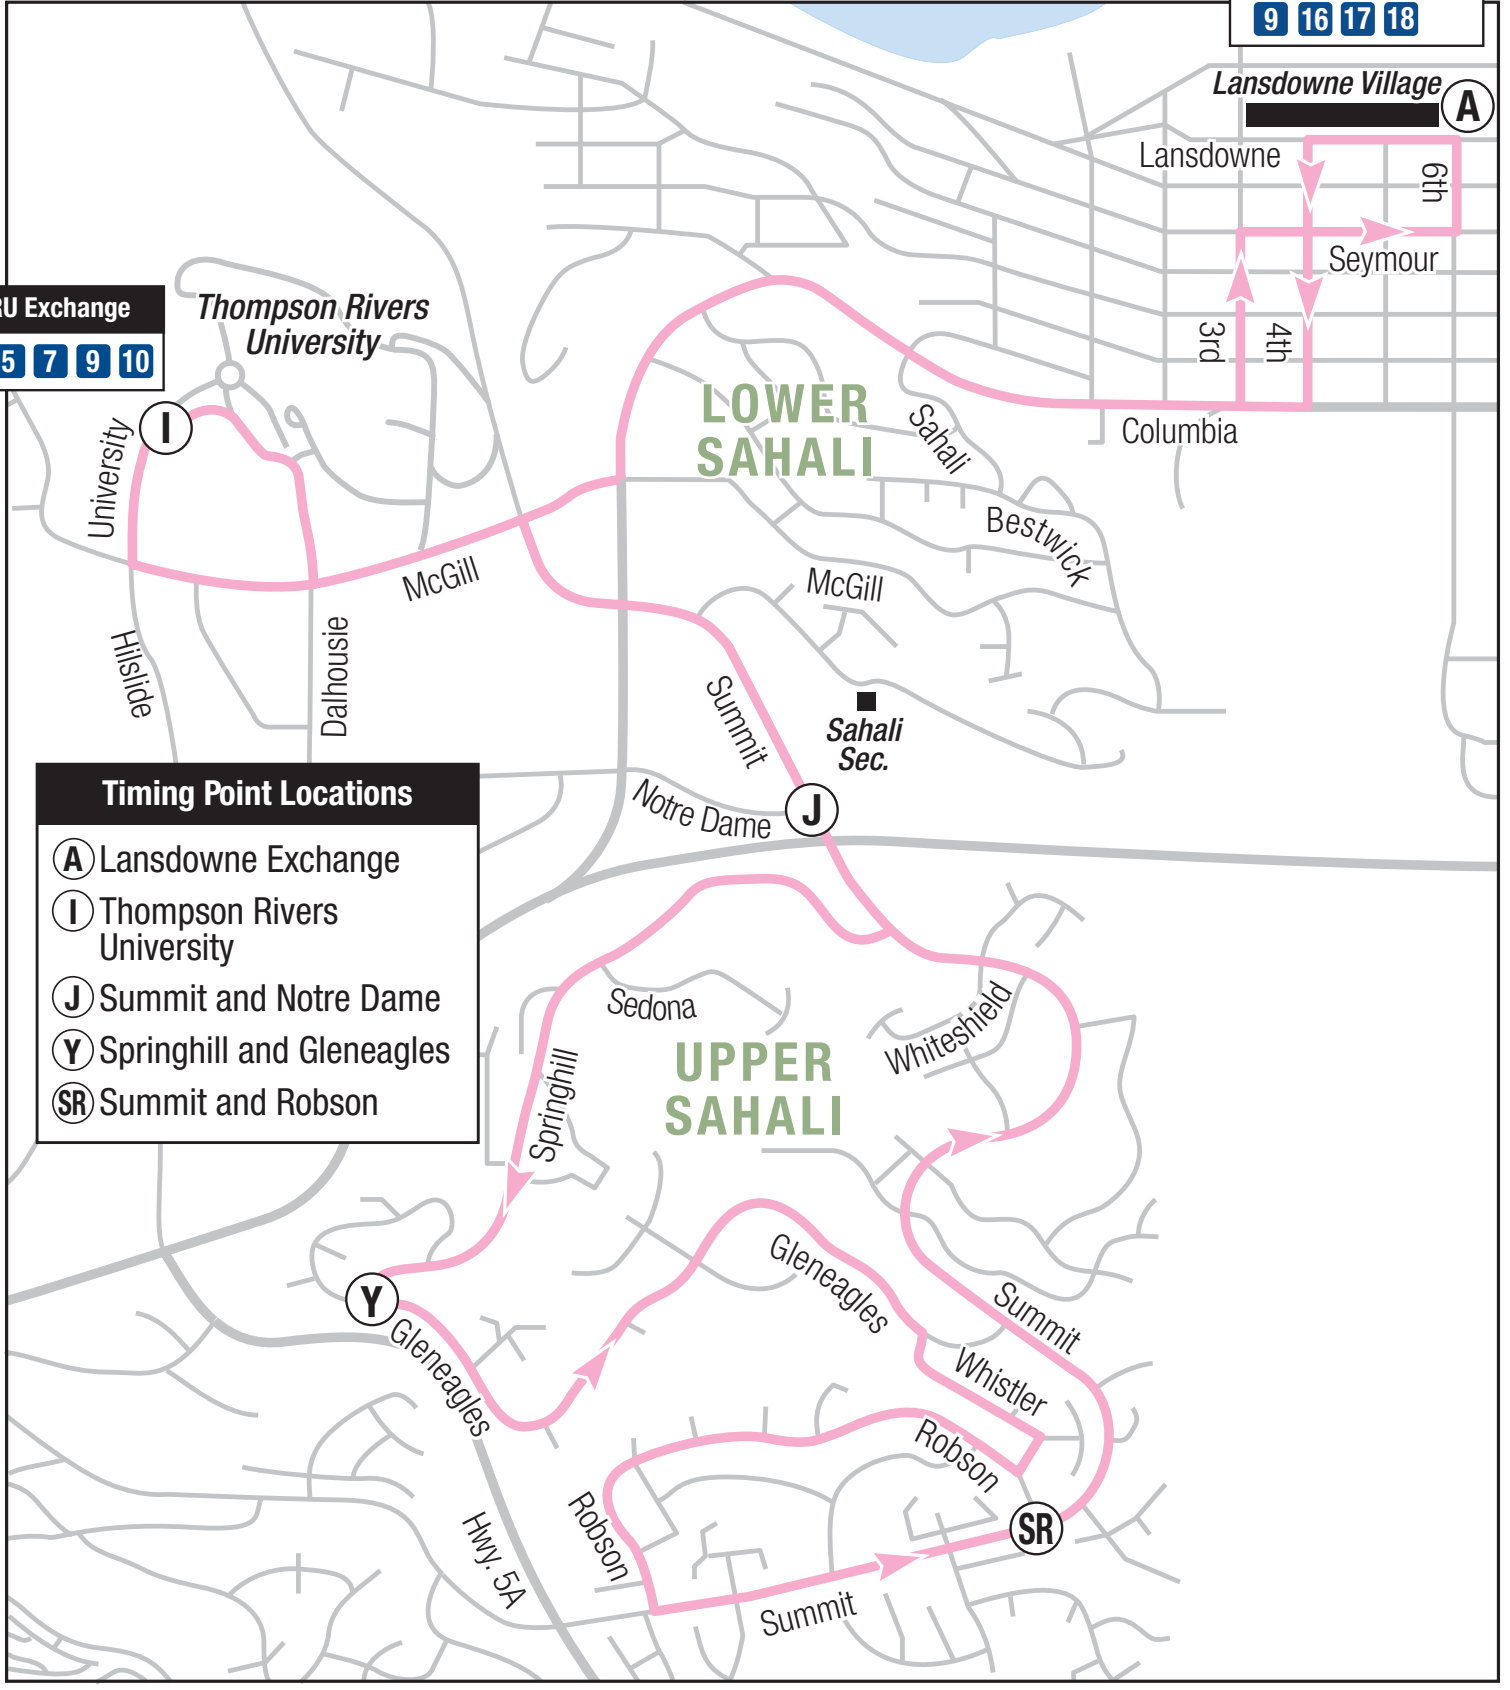 9 16 17 18
Lansdowne Village
A
Lansdowne
6th
Seymour
3rd
4th
Columbia
RU Exchange
5 7 9 10
Thompson Rivers
University
I
University
LOWER
SAHALI
Sahali
Bestwick
McGill
McGill
Hillside
Dalhousie
Summit
Sahali
Sec.
Notre Dame
J
Timing Point Locations
A Lansdowne Exchange
I Thompson Rivers
University
J Summit and Notre Dame
Y Springhill and Gleneagles
SR Summit and Robson
Sedona
Whiteshield
UPPER
SAHALI
Springhill
Y
Gleneagles
Gleneagles
Summit
Whistler
Robson
Robson
SR
Hwy. 5A
Summit